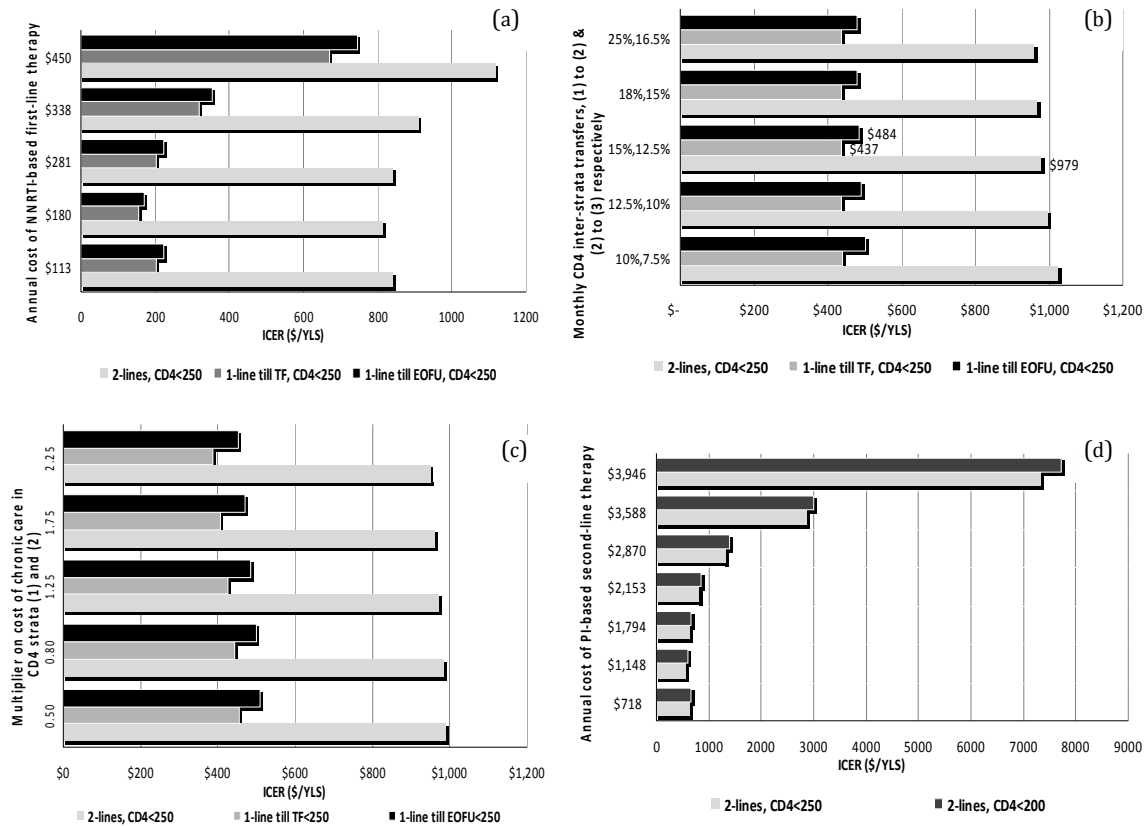 (a)
Annual cost of NNRTI-based first-line therapy
$450
$338
$281
$180
$113
0 200 400 600 800 1000 1200
ICER ($/YLS)
2-lines, CD4<250 1-line till TF, CD4<250 1-line till EOFU, CD4<250
(b)
Monthly CD4 inter-strata transfers, (1) to (2) &
(2) to (3) respectively
25%,16.5%
18%,15%
15%,12.5%
12.5%,10%
10%,7.5%
$484
$437
$979
$- $200 $400 $600 $800 $1,000 $1,200
ICER ($/YLS)
2-lines, CD4<250 1-line till TF, CD4<250 1-line till EOFU, CD4<250
(c)
Multiplier on cost of chronic care in
CD4 strata (1) and (2)
2.25
1.75
1.25
0.80
0.50
$0 $200 $400 $600 $800 $1,000 $1,200
ICER ($/YLS)
2-lines, CD4<250 1-line till TF<250 1-line till EOFU<250
(d)
Annual cost of PI-based second-line therapy
$3,946
$3,588
$2,870
$2,153
$1,794
$1,148
$718
0 1000 2000 3000 4000 5000 6000 7000 8000 9000
ICER ($/YLS)
2-lines, CD4<250 2-lines, CD4<200